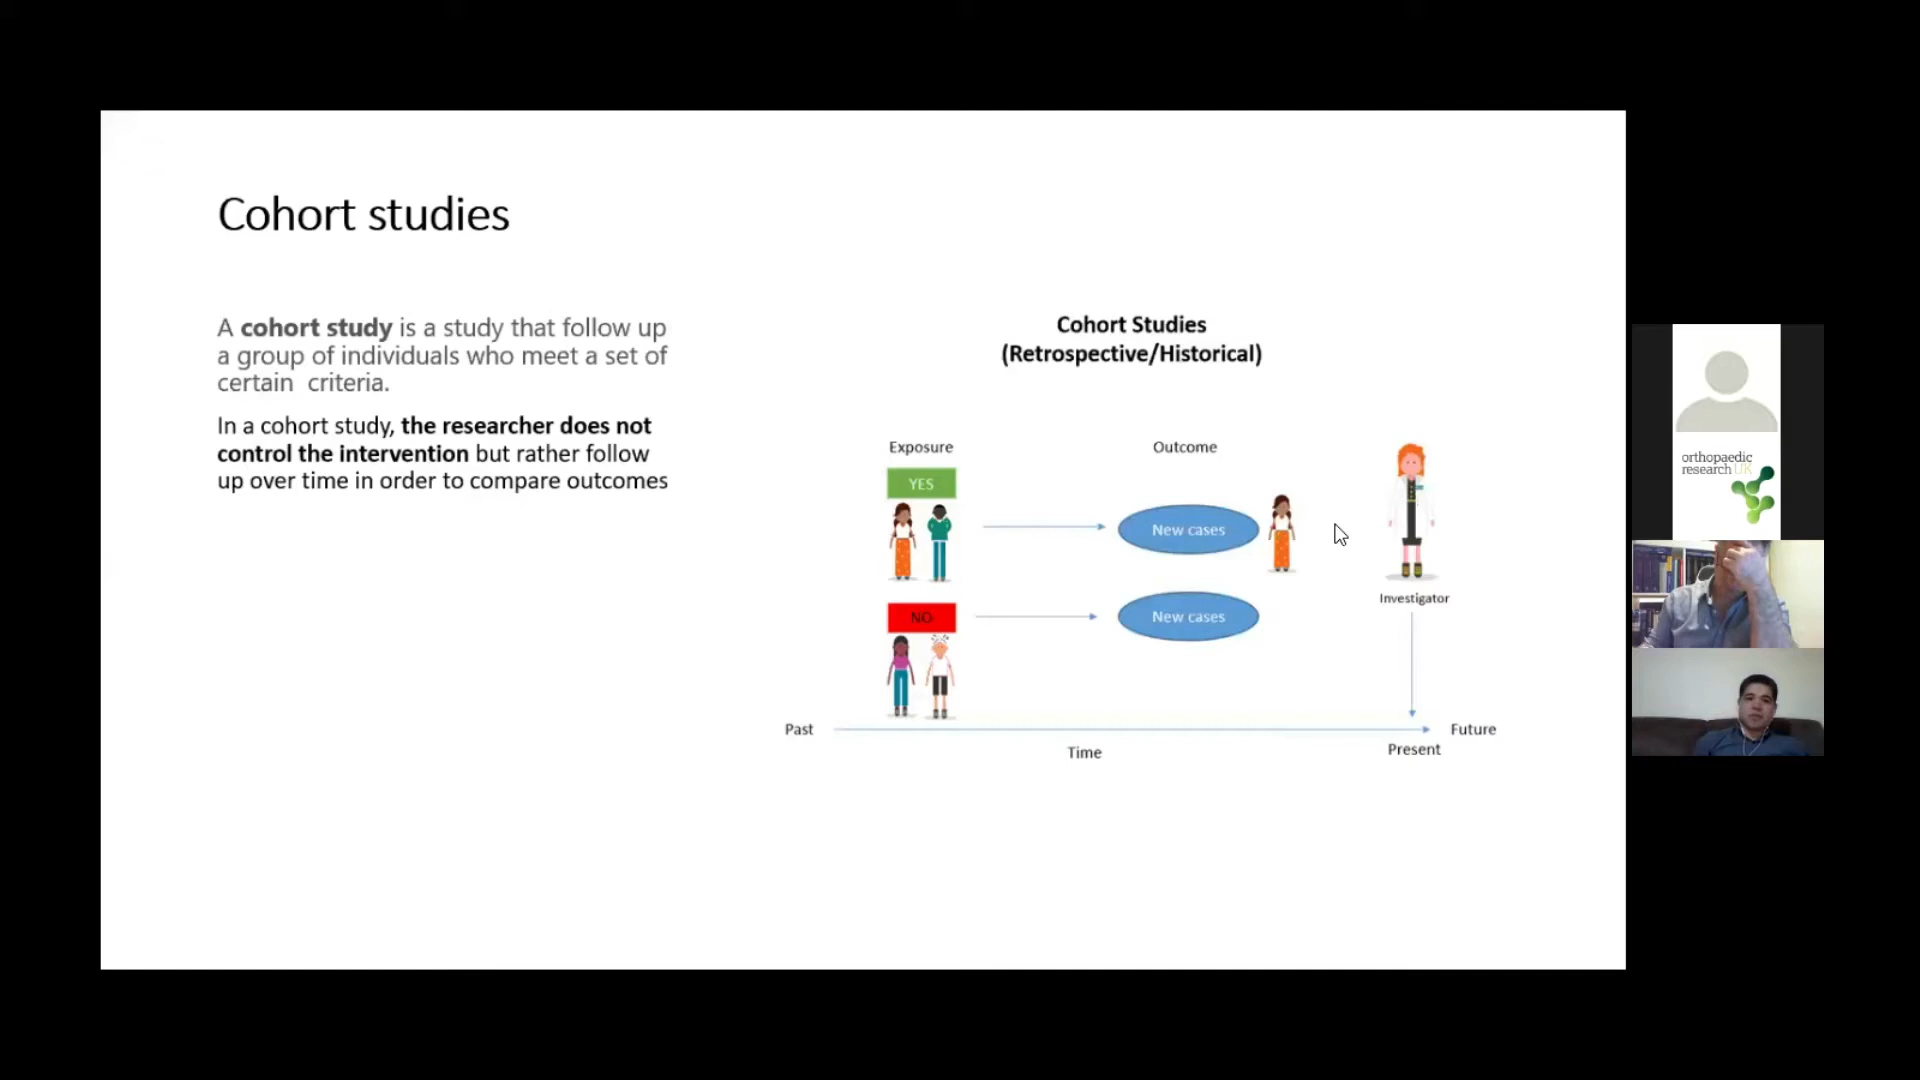 Cohort studies
A cohort study is a study that follow up
a group of individuals who meet a set of
certain  criteria.
In a cohort study, the researcher does not
control the intervention but rather follow
up over time in order to compare outcomes
Cohort Studies
(Retrospective/Historical)
Exposure
Outcome
YES
New cases
NO
New cases
Investigator
Past
Future
Time
Present
orthopaedic
research UK